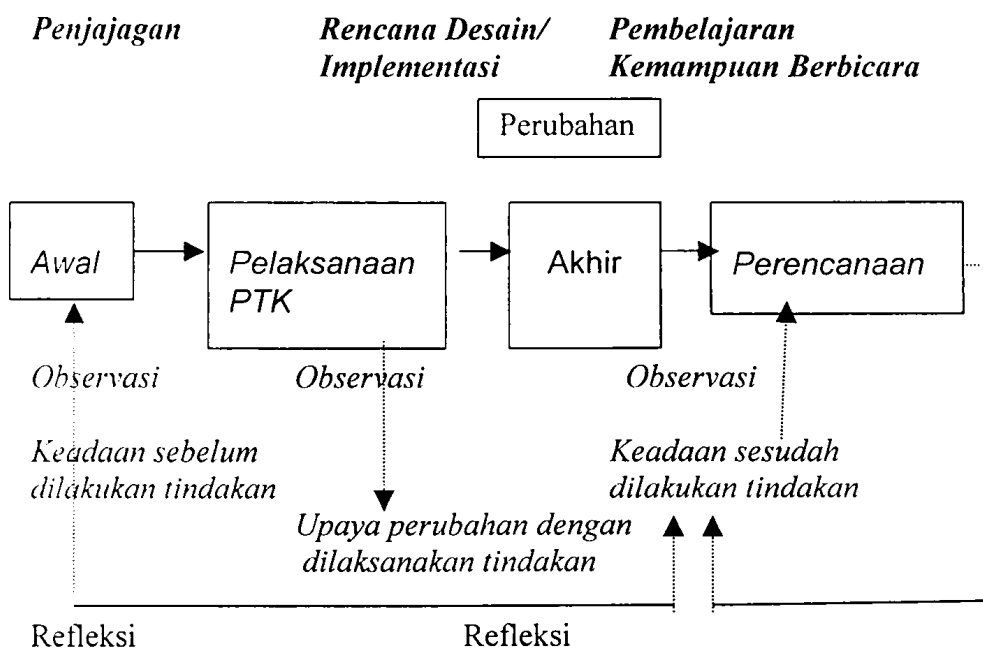 Penjajagan
Rencana Desain/
Implementasi
Pembelajaran
Kemampuan Berbicara
Perubahan
Awal
Pelaksanaan
PTK
Akhir
Perencanaan
Observasi
Observasi
Observasi
Keadaan sebelum
dilakukan tindakan
Keadaan sesudah
dilakukan tindakan
Upaya perubahan dengan
dilaksanakan tindakan
Refleksi
Refleksi